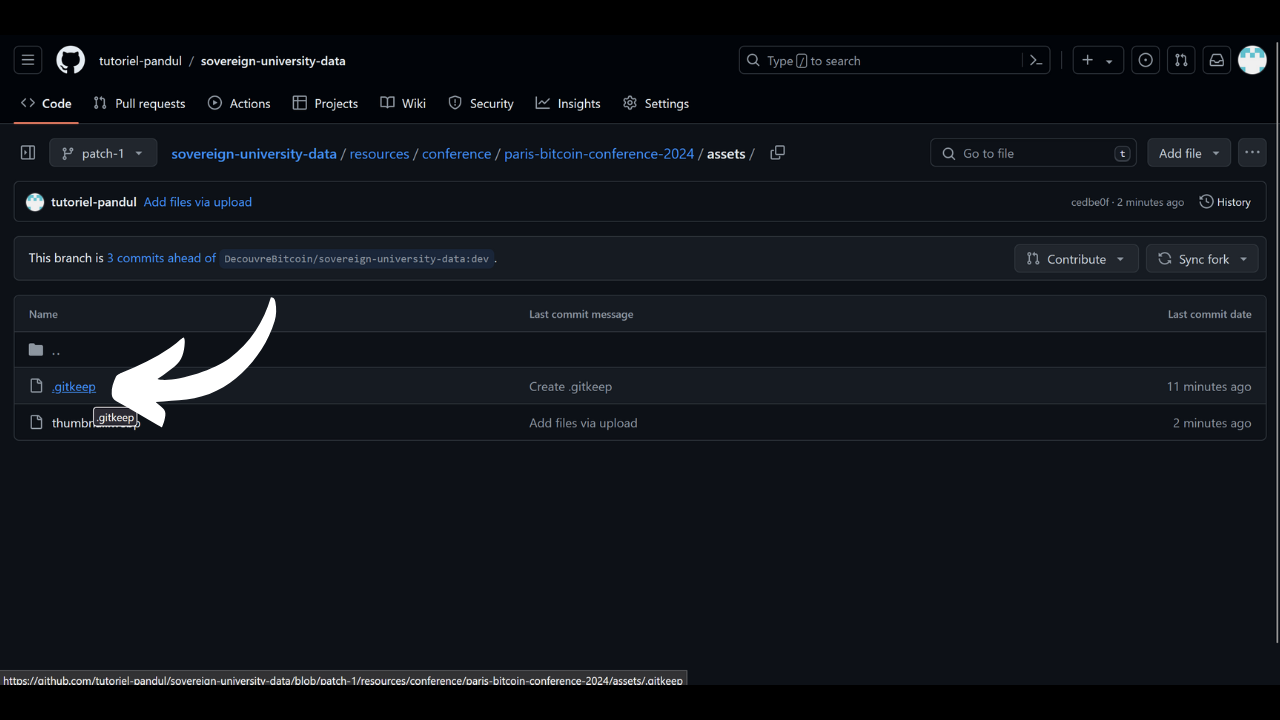 tutoriel-pandul / sovereign-university-data
Type / to search
Code Pull requests Actions Projects Wiki Security Insights Settings
patch-1 sovereign-university-data / resources / conference / paris-bitcoin-conference-2024 / assets / Go to file t Add file
tutoriel-pandul Add files via upload cedbe0f · 2 minutes ago History
This branch is 3 commits ahead of DecouvreBitcoin/sovereign-university-data:dev. Contribute Sync fork
Name Last commit message Last commit date
..
.gitkeep Create .gitkeep 11 minutes ago
.gitkeep
Add files via upload 2 minutes ago
https://github.com/tutoriel-pandul/sovereign-university-data/blob/patch-1/resources/conference/paris-bitcoin-conference-2024/assets/.gitkeep